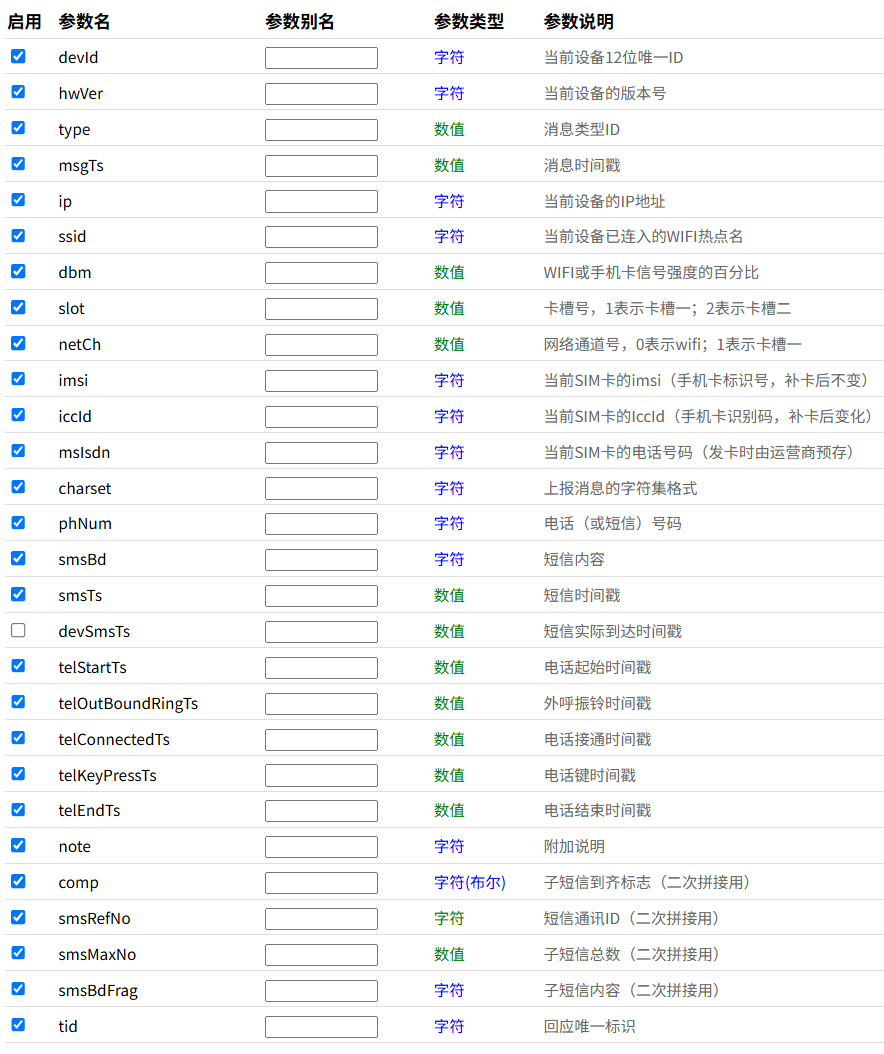 启用 参数名 参数别名 参数类型 参数说明
devId 字符 当前设备12位唯一ID
hwVer 字符 当前设备的版本号
type 数值 消息类型ID
msgTs 数值 消息时间戳
ip 字符 当前设备的IP地址
ssid 字符 当前设备已连入的WIFI热点名
dbm 数值 WIFI或手机卡信号强度的百分比
slot 数值 卡槽号，1表示卡槽一；2表示卡槽二
netCh 数值 网络通道号，0表示wifi；1表示卡槽一
imsi 字符 当前SIM卡的imsi（手机卡标识号，补卡后不变）
iccId 字符 当前SIM卡的IccId（手机卡识别码，补卡后变化）
msIsdn 字符 当前SIM卡的电话号码（发卡时由运营商预存）
charset 字符 上报消息的字符集格式
phNum 字符 电话（或短信）号码
smsBd 字符 短信内容
smsTs 数值 短信时间戳
devSmsTs 数值 短信实际到达时间戳
telStartTs 数值 电话起始时间戳
telOutBoundRingTs 数值 外呼振铃时间戳
telConnectedTs 数值 电话接通时间戳
telKeyPressTs 数值 电话键时间戳
telEndTs 数值 电话结束时间戳
note 字符 附加说明
comp 字符(布尔) 子短信到齐标志（二次拼接用）
smsRefNo 字符 短信通讯ID（二次拼接用）
smsMaxNo 数值 子短信总数（二次拼接用）
smsBdFrag 字符 子短信内容（二次拼接用）
tid 字符 回应唯一标识